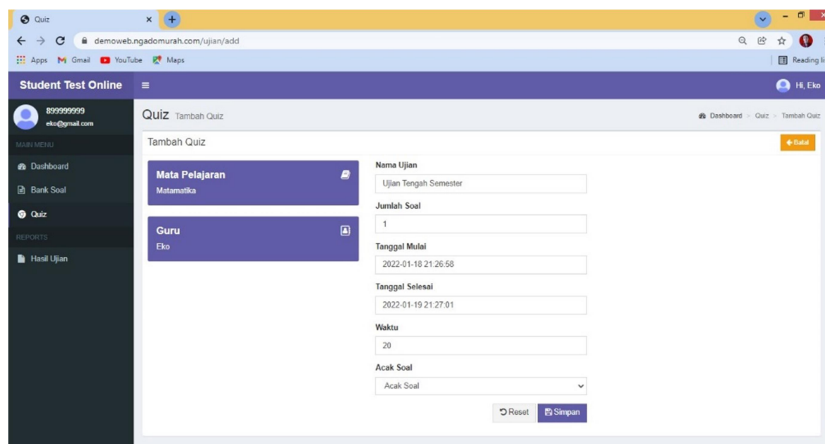 Quiz
demoweb.ngadomurah.com/ujian/add
Apps Gmail YouTube Maps Reading li
Student Test Online Hi, Eko
899999999
eko@gmail.com
Quiz Tambah Quiz Dashboard > Quiz > Tambah Quiz
MAIN MENU
Tambah Quiz Batal
Dashboard
Bank Soal
Quiz
REPORTS
Hasil Ujian
Mata Pelajaran
Matamatika
Guru
Eko
Nama Ujian
Ujian Tengah Semester
Jumlah Soal
1
Tanggal Mulai
2022-01-18 21:26:58
Tanggal Selesai
2022-01-19 21:27:01
Waktu
20
Acak Soal
Acak Soal
Reset Simpan